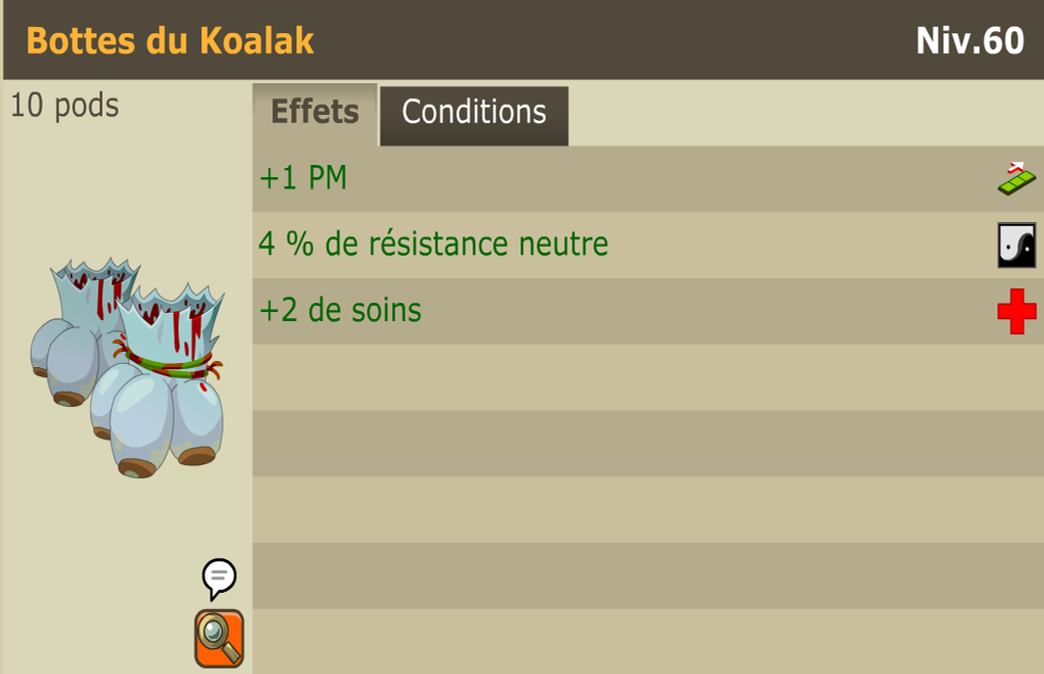 Bottes du Koalak
Niv.60
10 pods
Effets
Conditions
+1 PM
4 % de résistance neutre
+2 de soins